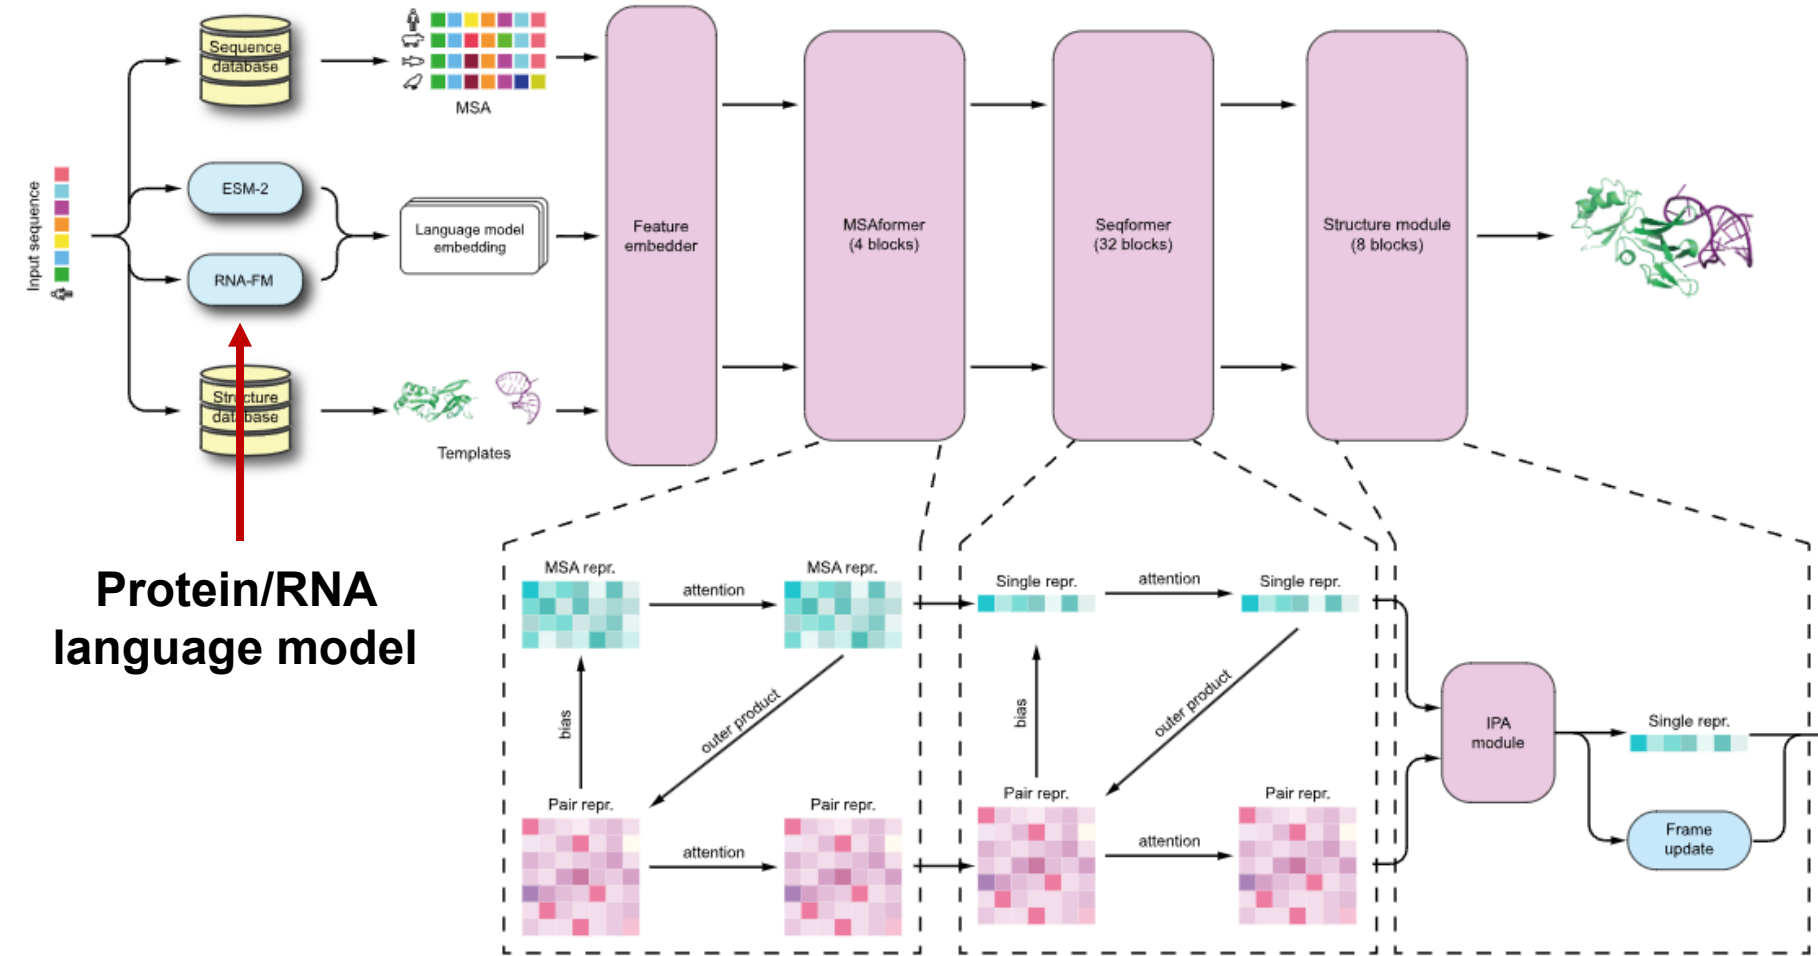 Sequence
database
MSA
Input sequence
ESM-2
RNA-FM
Language model
embedding
Structure
database
Templates
Feature
embedder
MSAformer
(4 blocks)
Seqformer
(32 blocks)
Structure module
(8 blocks)
Protein/RNA
language model
MSA repr.
attention
MSA repr.
bias
outer product
Pair repr.
attention
Pair repr.
Single repr.
attention
Single repr.
bias
outer product
Pair repr.
attention
Pair repr.
IPA
module
Single repr.
Frame
update